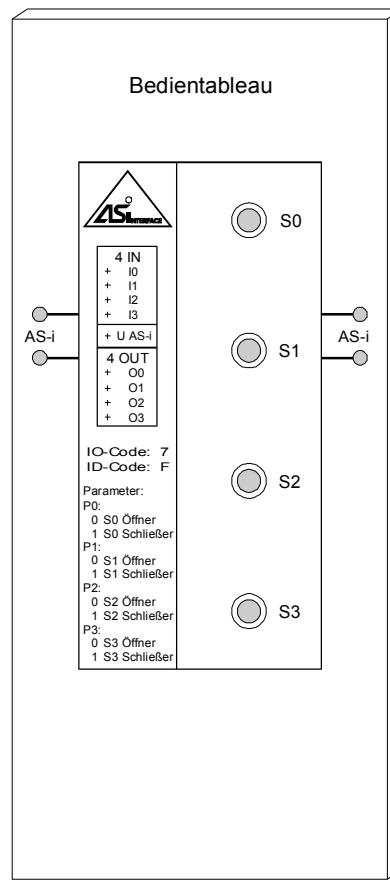 Bedientableau
ASi INTERFACE
4 IN
+ I0
+ I1
+ I2
+ I3
+ U AS-i
4 OUT
+ O0
+ O1
+ O2
+ O3
IO-Code: 7
ID-Code: F
Parameter:
P0:
0 S0 Öffner
1 S0 Schließer
P1:
0 S1 Öffner
1 S1 Schließer
P2:
0 S2 Öffner
1 S2 Schließer
P3:
0 S3 Öffner
1 S3 Schließer
AS-i
S0
S1
S2
S3
AS-i